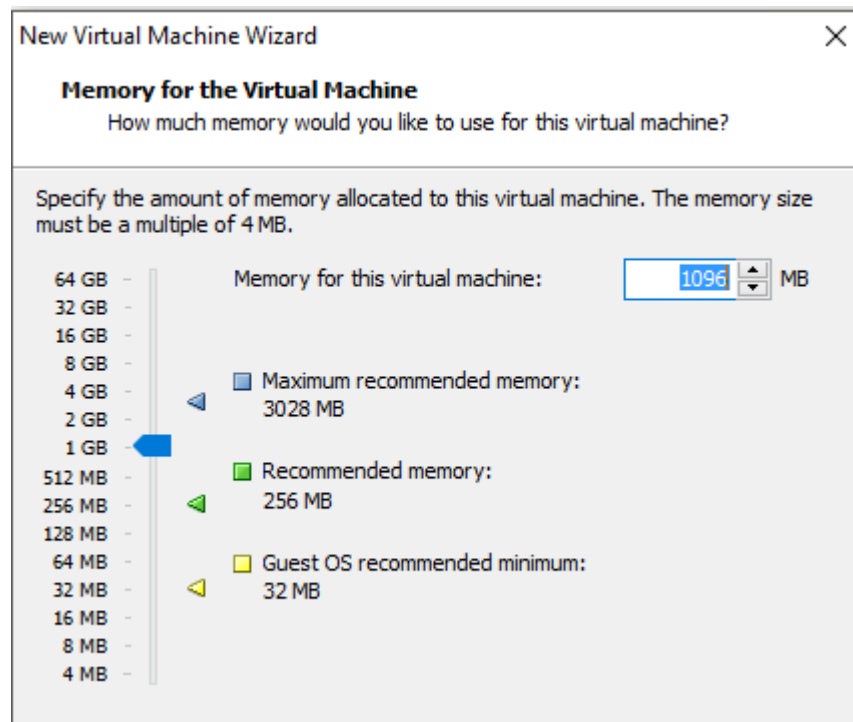 New Virtual Machine Wizard
Memory for the Virtual Machine
How much memory would you like to use for this virtual machine?
Specify the amount of memory allocated to this virtual machine. The memory size
must be a multiple of 4 MB.
Memory for this virtual machine: 1096 MB
64 GB
32 GB
16 GB
8 GB
4 GB
2 GB
1 GB
512 MB
256 MB
128 MB
64 MB
32 MB
16 MB
8 MB
4 MB
Maximum recommended memory:
3028 MB
Recommended memory:
256 MB
Guest OS recommended minimum:
32 MB